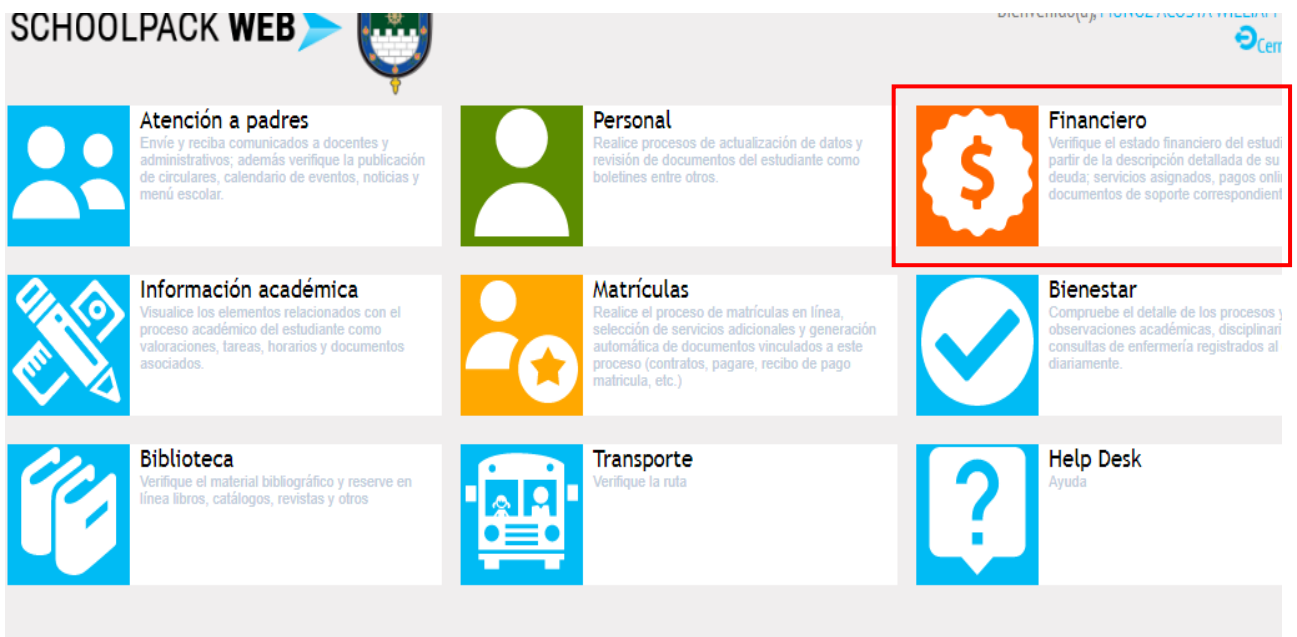 SCHOOLPACK WEB
Atención a padres
Envíe y reciba comunicados a docentes y
administrativos; además verifique la publicación
de circulares, calendario de eventos, noticias y
menú escolar.
Personal
Realice procesos de actualización de datos y
revisión de documentos del estudiante como
boletines entre otros.
Financiero
Verifique el estado financiero del
partir de la descripción detallada de su
deuda; servicios asignados, pagos
documentos de soporte
Información académica
Visualice los elementos relacionados con el
proceso académico del estudiante como
valoraciones, tareas, horarios y documentos
asociados.
Matrículas
Realice el proceso de matrículas en línea,
selección de servicios adicionales y generación
automática de documentos vinculados a este
proceso (contratos, pagare, recibo de pago
matricula, etc.)
Bienestar
Compruebe el detalle de los procesos y
observaciones académicas,
consultas de enfermería registrados al
diariamente.
Biblioteca
Verifique el material bibliográfico y reserve en
línea libros, catálogos, revistas y otros
Transporte
Verifique la ruta
Help Desk
Ayuda